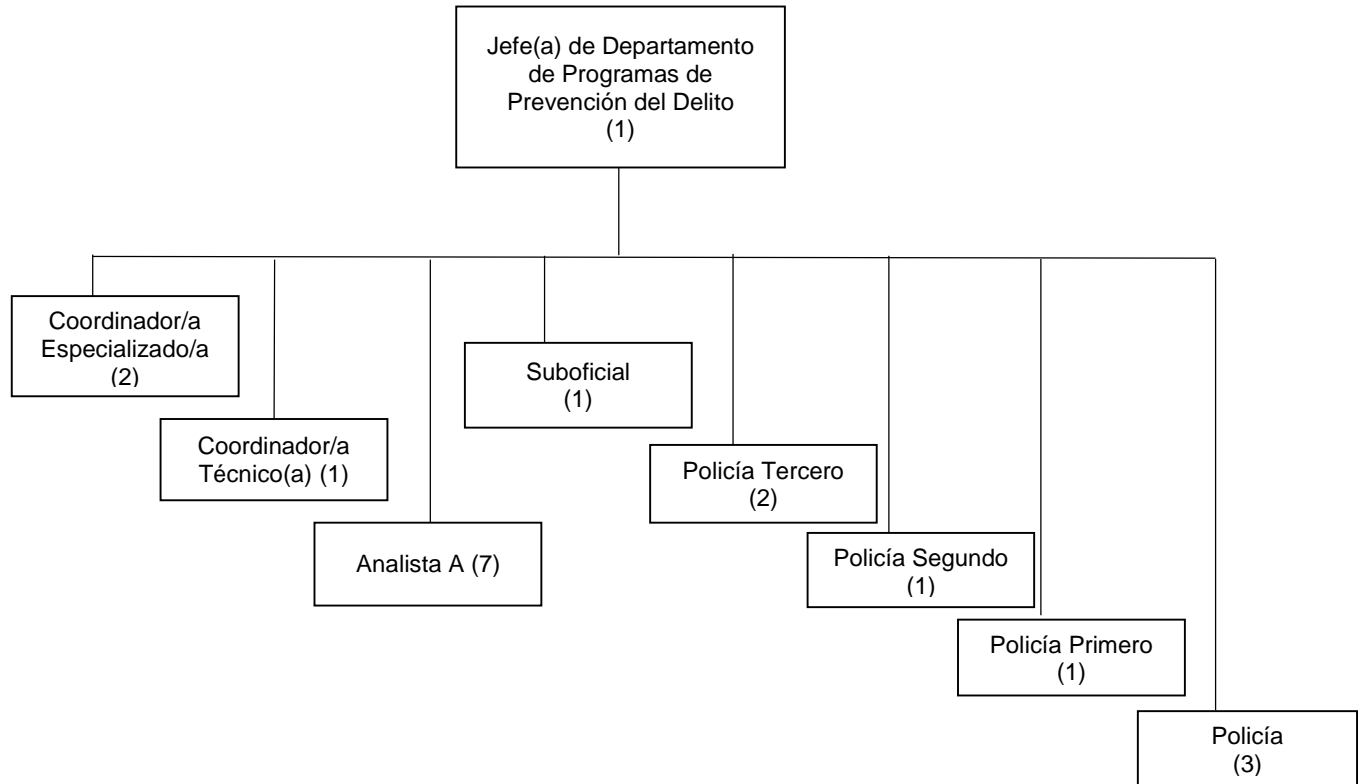 Jefe(a) de Departamento
de Programas de
Prevención del Delito
(1)
Coordinador/a
Especializado/a
(2)
Coordinador/a
Técnico(a) (1)
Analista A (7)
Suboficial
(1)
Policía Tercero
(2)
Policía Segundo
(1)
Policía Primero
(1)
Policía
(3)